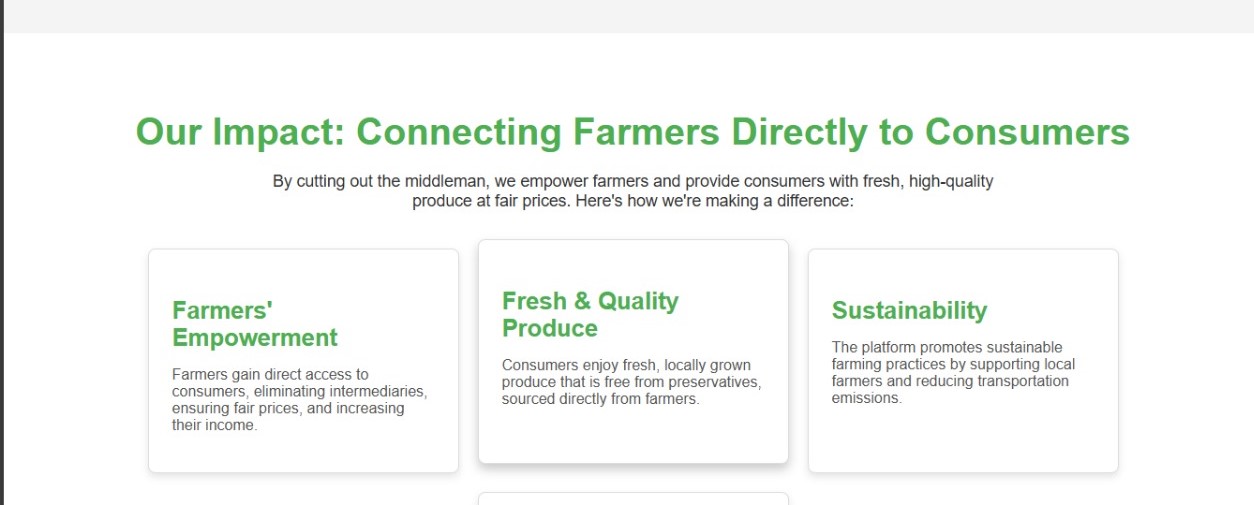 Our Impact: Connecting Farmers Directly to Consumers
By cutting out the middleman, we empower farmers and provide consumers with fresh, high-quality
produce at fair prices. Here's how we're making a difference:
Farmers'
Empowerment
Farmers gain direct access to
consumers, eliminating intermediaries,
ensuring fair prices, and increasing
their income.
Fresh & Quality
Produce
Consumers enjoy fresh, locally grown
produce that is free from preservatives,
sourced directly from farmers.
Sustainability
The platform promotes sustainable
farming practices by supporting local
farmers and reducing transportation
emissions.